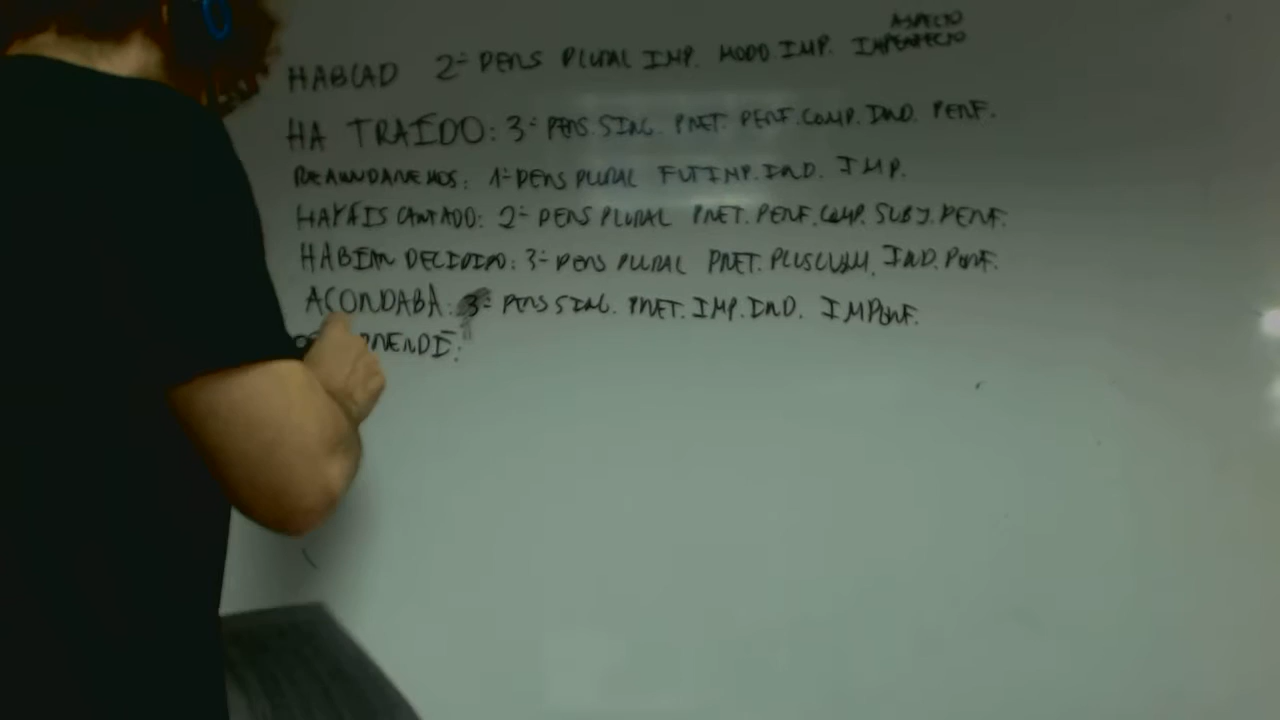 ASPECTO
HABLAD 2ª PERS PLURAL IMP. MODO IMP. IMPERFECTO
HA TRAÍDO: 3ª PERS. SING. PRET. PERF. COMP. IND. PERF.
REANUDAREMOS: 1ª PERS PLURAL FUT IMP. IND. IMP.
HAYÁIS CANTADO: 2ª PERS PLURAL PRET. PERF. COMP. SUBJ. PERF.
HABÍAN DECIDIDO: 3ª PERS PLURAL PRET. PLUSCUAM. IND. PERF.
ACORDABA: 3ª PERS SING. PRET. IMP. IND. IMPERF.